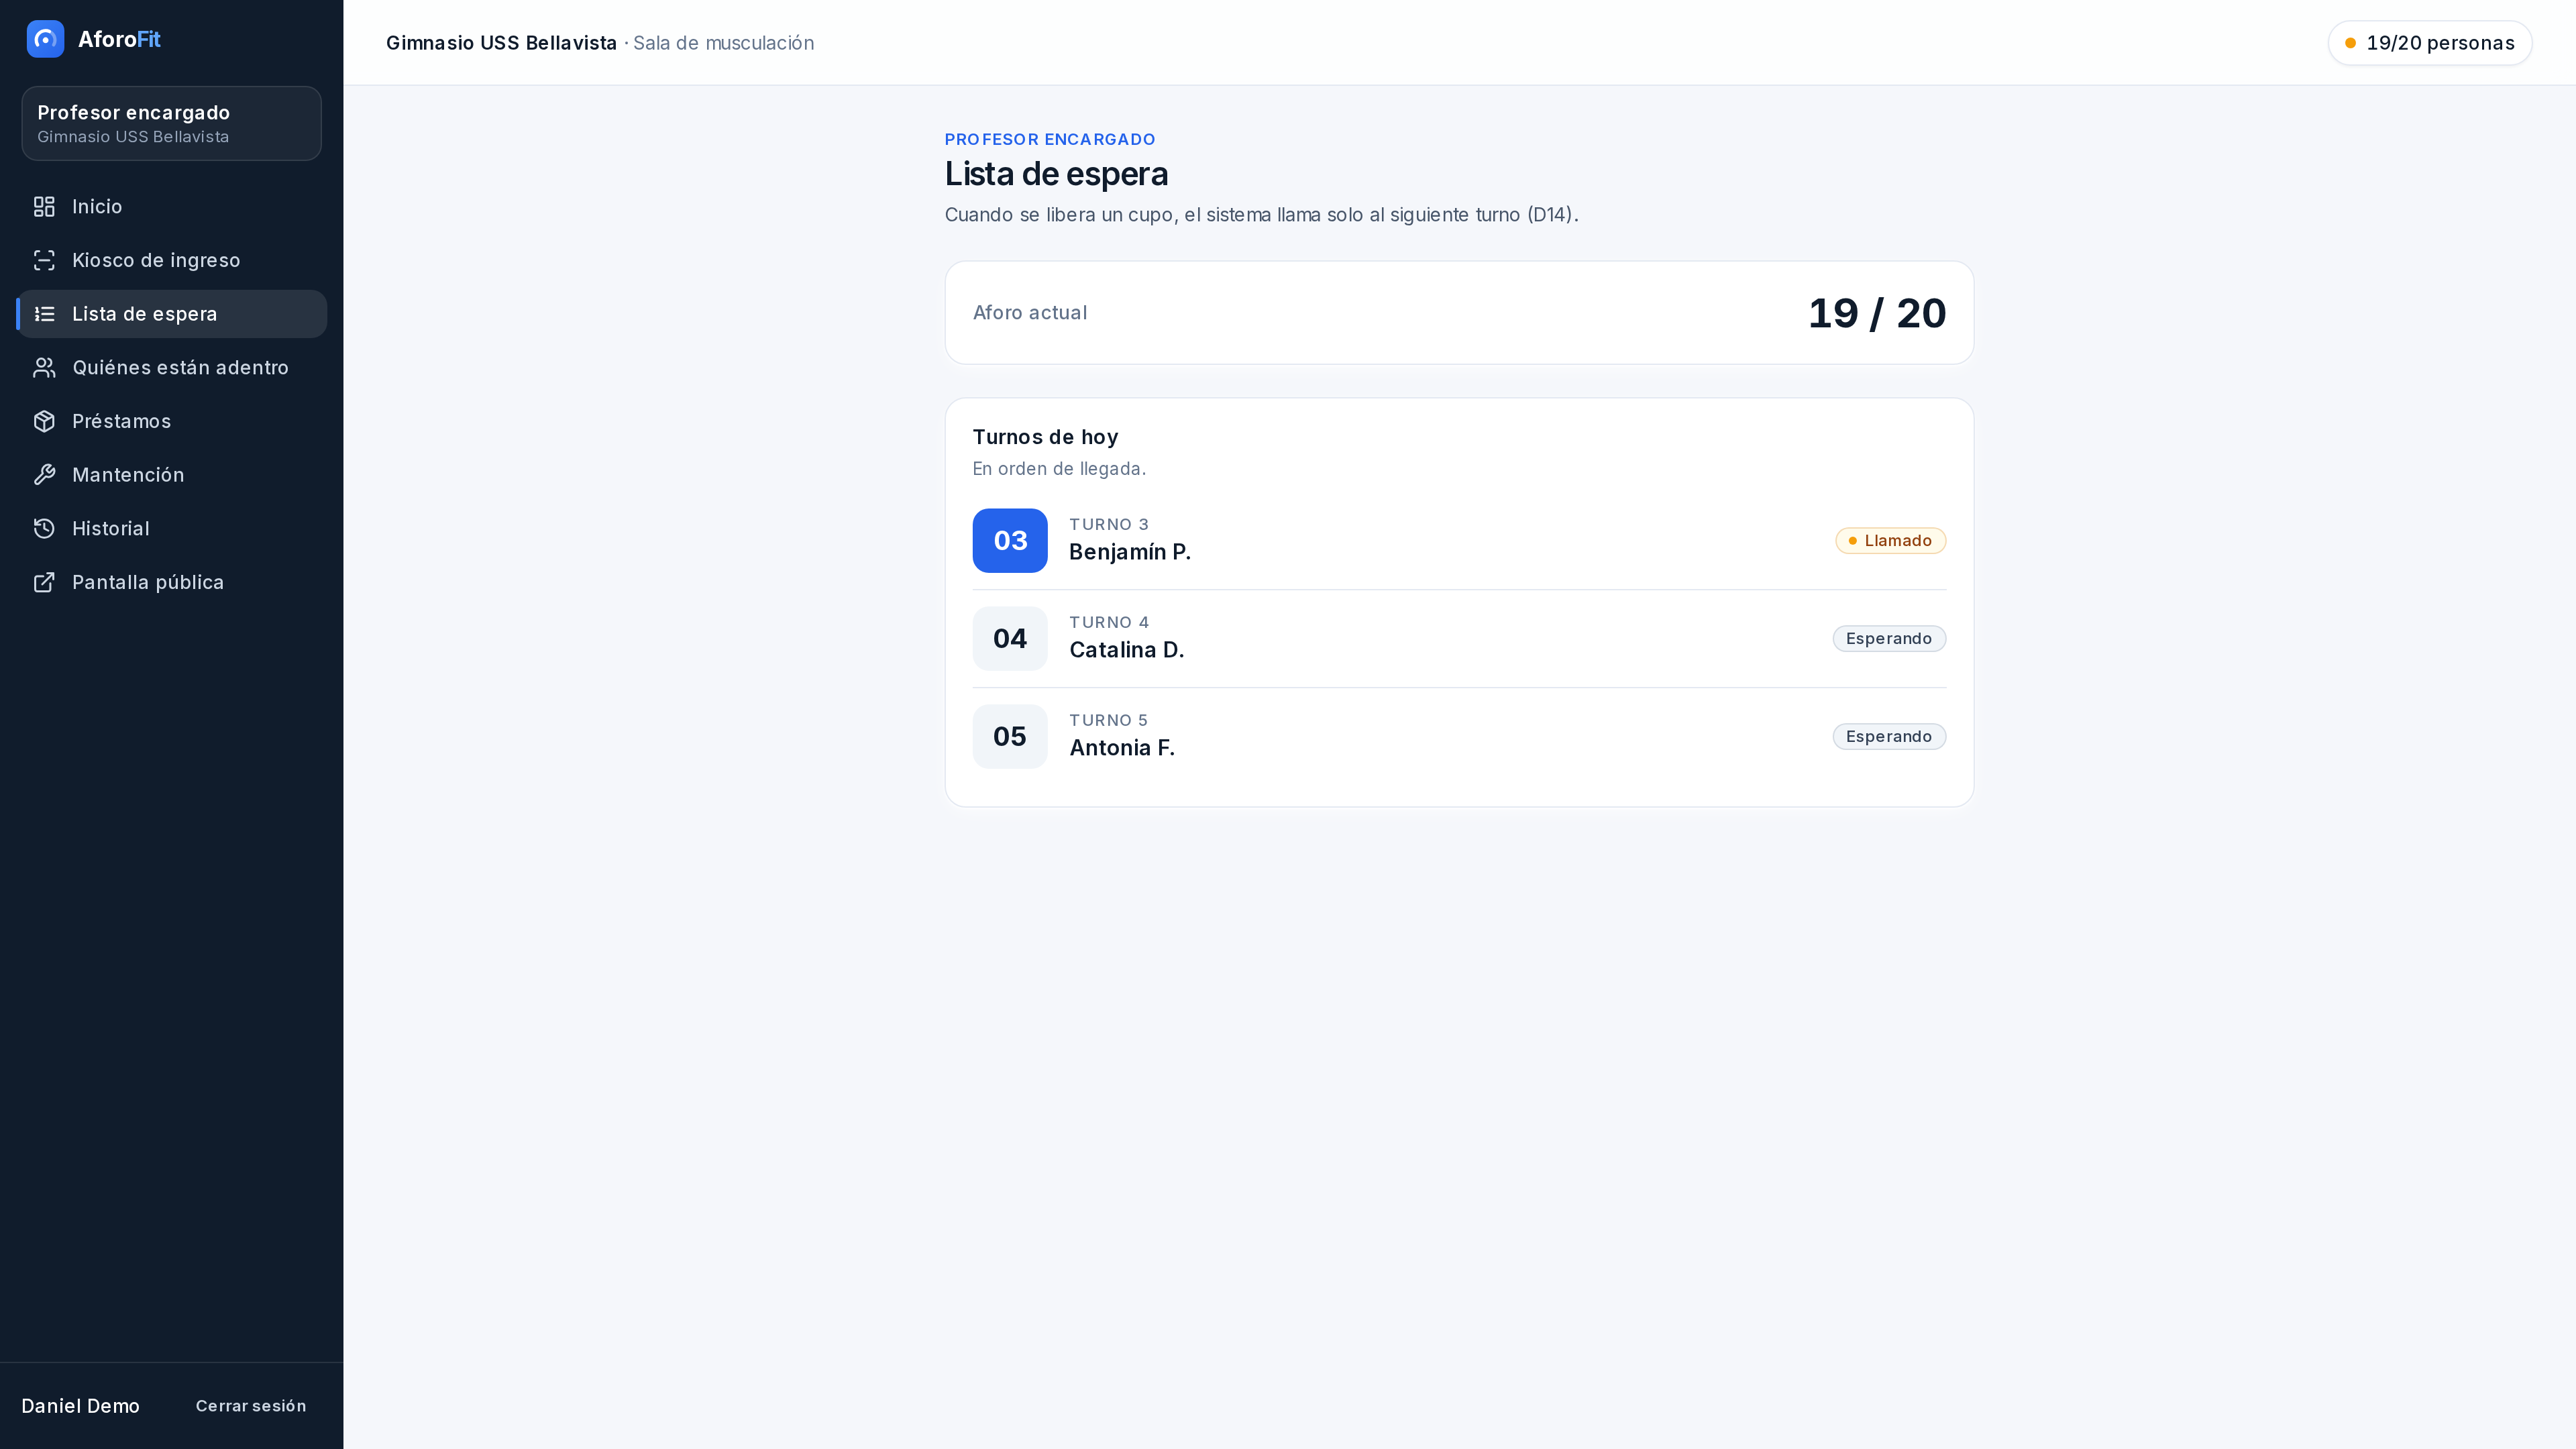 AforoFit
Profesor encargado
Gimnasio USS Bellavista
Inicio
Kiosco de ingreso
Lista de espera
Quiénes están adentro
Préstamos
Mantención
Historial
Pantalla pública
Daniel Demo
Cerrar sesión
Gimnasio USS Bellavista · Sala de musculación
19/20 personas
PROFESOR ENCARGADO
Lista de espera
Cuando se libera un cupo, el sistema llama solo al siguiente turno (D14).
Aforo actual
19 / 20
Turnos de hoy
En orden de llegada.
03
TURNO 3
Benjamín P.
Llamado
04
TURNO 4
Catalina D.
Esperando
05
TURNO 5
Antonia F.
Esperando